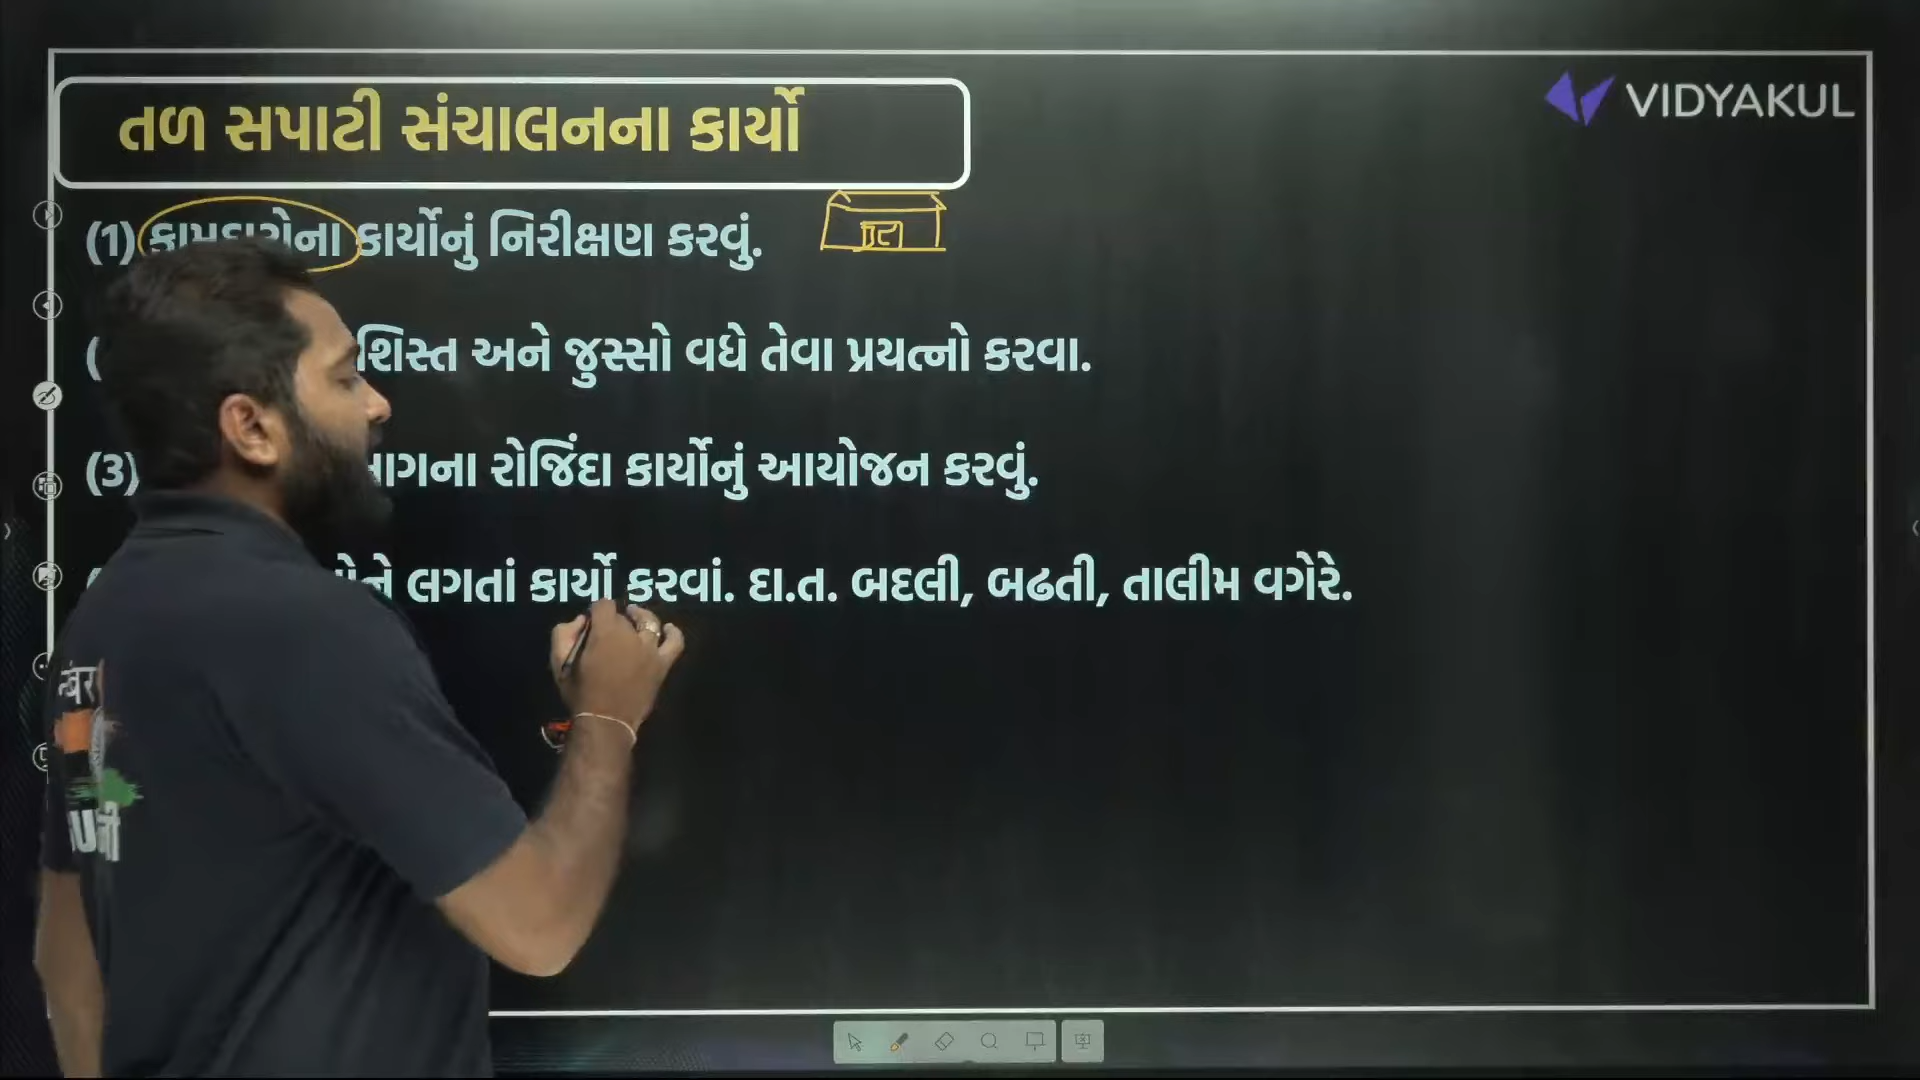 તળ સપાટી સંચાલનના કાર્યો
VIDYAKUL
(1) કામદારોના કાર્યોનું નિરીક્ષણ કરવું.
અને જુસ્સો વધે તેવા પ્રયત્નો કરવા.
(3) રોજિંદા કાર્યોનું આયોજન કરવું.
લગતાં કાર્યો કરવાં. દા.ત. બદલી, બઢતી, તાલીમ વગેરે.